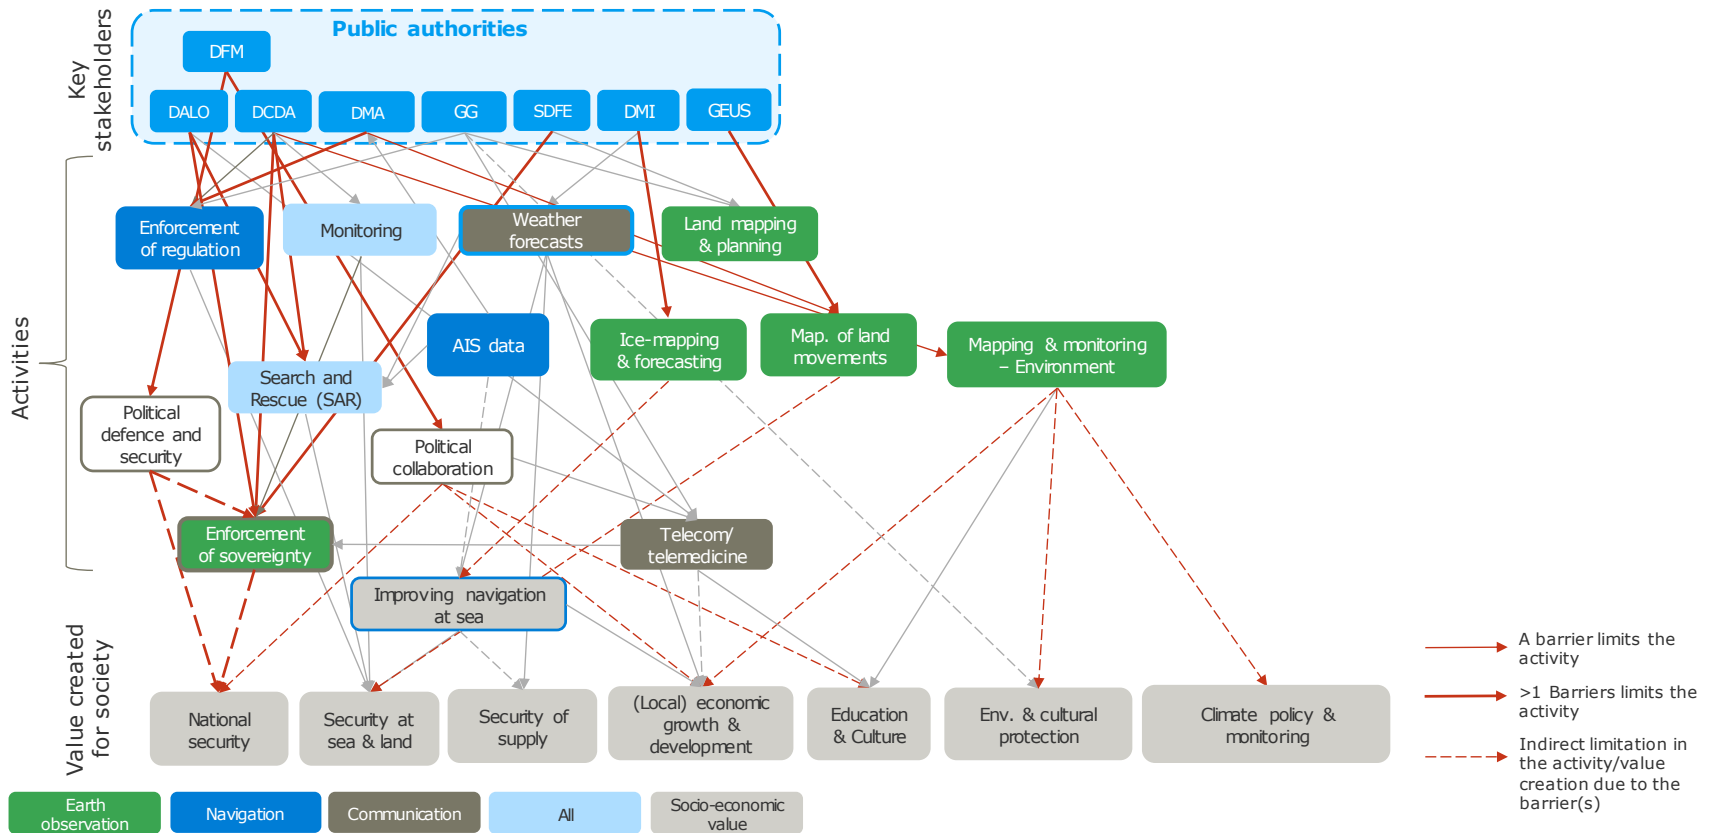 Key
stakeholders
Public authorities
DFM
DALO
DCDA
DMA
GG
SDFE
DMI
GEUS
Activities
Enforcement
of regulation
Monitoring
Weather
forecasts
Land mapping
& planning
AIS data
Ice-mapping
& forecasting
Map. of land
movements
Mapping & monitoring
– Environment
Search and
Rescue (SAR)
Political
defence and
security
Political
collaboration
Enforcement
of sovereignty
Telecom/
telemedicine
Improving navigation
at sea
Value created
for society
National
security
Security at
sea & land
Security of
supply
(Local) economic
growth &
development
Education
& Culture
Env. & cultural
protection
Climate policy &
monitoring
A barrier limits the
activity
>1 Barriers limits the
activity
Indirect limitation in
the activity/value
creation due to the
barrier(s)
Earth
observation
Navigation
Communication
All
Socio-economic
value